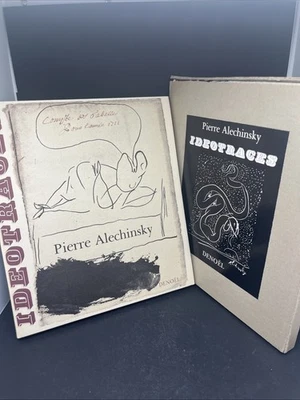 IDEOTRACES
Pierre Alechinsky
DENOËL
Pierre Alechinsky
IDEOTRACES
DENOËL